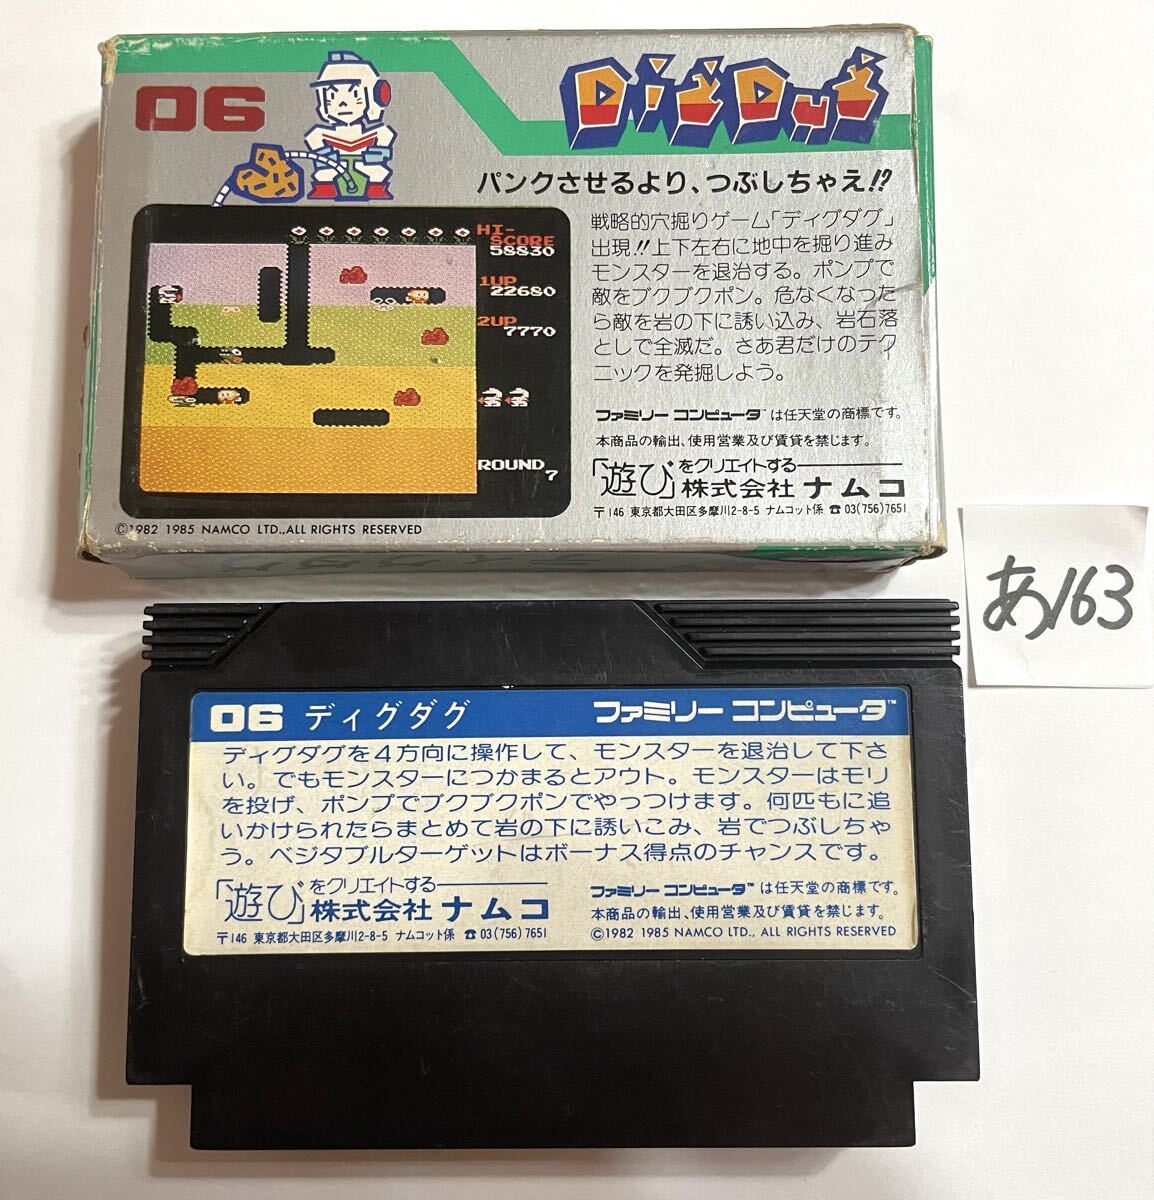 06
DIG DUG
パンクさせるより、つぶしちゃえ!?
戦略的穴掘りゲーム「ディグダグ」
出現!!上下左右に地中を掘り進み
モンスターを退治する。ポンプで
敵をブクブクポン。危なくなった
ら敵を岩の下に誘い込み、岩石落
としで全滅だ。さあ君だけのテク
ニックを発掘しよう。
HI-
SCORE
58830
1UP
22680
2UP
7770
ROUND
7
ファミリー コンピュータ™は任天堂の商標です。
本商品の輸出、使用営業及び賃貸を禁じます。
「遊び」をクリエイトする
株式会社 ナムコ
〒146 東京都大田区多摩川2-8-5 ナムコット係 ☎03(756)7651
©1982 1985 NAMCO LTD.,ALL RIGHTS RESERVED
ディグダグ
あ163
06 ディグダグ
ファミリー コンピュータ™
ディグダグを4方向に操作して、モンスターを退治して下さ
い。でもモンスターにつかまるとアウト。モンスターはモリ
を投げ、ポンプでブクブクポンでやっつけます。何匹もに追
いかけられたらまとめて岩の下に誘いこみ、岩でつぶしちゃ
う。ベジタブルターゲットはボーナス得点のチャンスです。
「遊び」をクリエイトする
株式会社 ナムコ
〒146 東京都大田区多摩川2-8-5 ナムコット係 ☎03(756)7651
ファミリー コンピュータ™は任天堂の商標です。
本商品の輸出、使用営業及び賃貸を禁じます。
©1982 1985 NAMCO LTD., ALL RIGHTS RESERVED